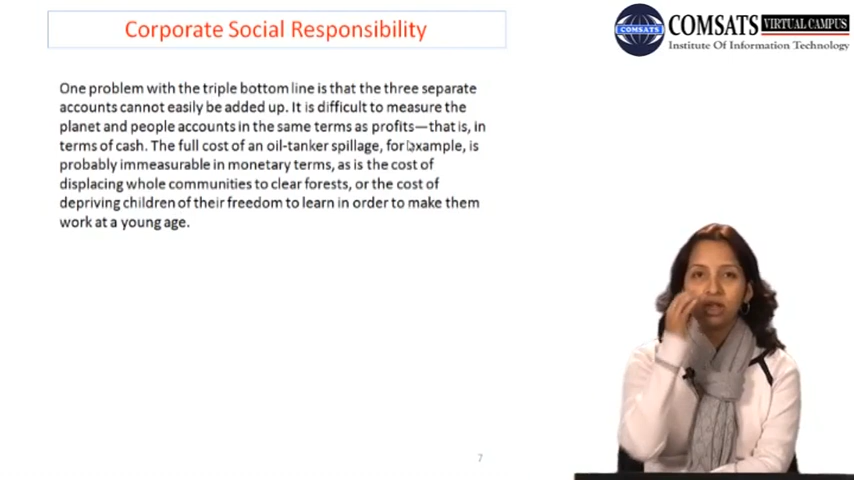 Corporate Social Responsibility
COMSATS VIRTUAL CAMPUS
Institute Of Information Technology
COMSATS
One problem with the triple bottom line is that the three separate
accounts cannot easily be added up. It is difficult to measure the
planet and people accounts in the same terms as profits—that is, in
terms of cash. The full cost of an oil-tanker spillage, for example, is
probably immeasurable in monetary terms, as is the cost of
displacing whole communities to clear forests, or the cost of
depriving children of their freedom to learn in order to make them
work at a young age.
7